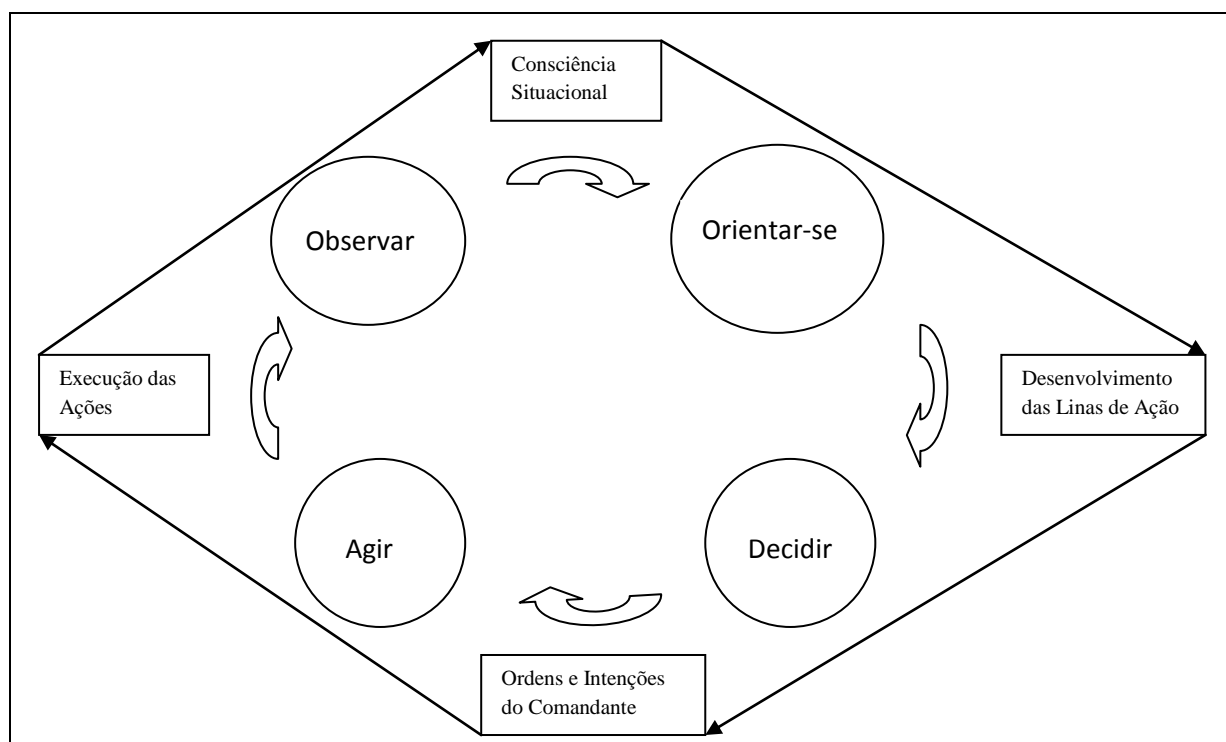 Consciência
Situacional
Observar
Orientar-se
Execução das
Ações
Desenvolvimento
das Linas de Ação
Agir
Decidir
Ordens e Intenções
do Comandante